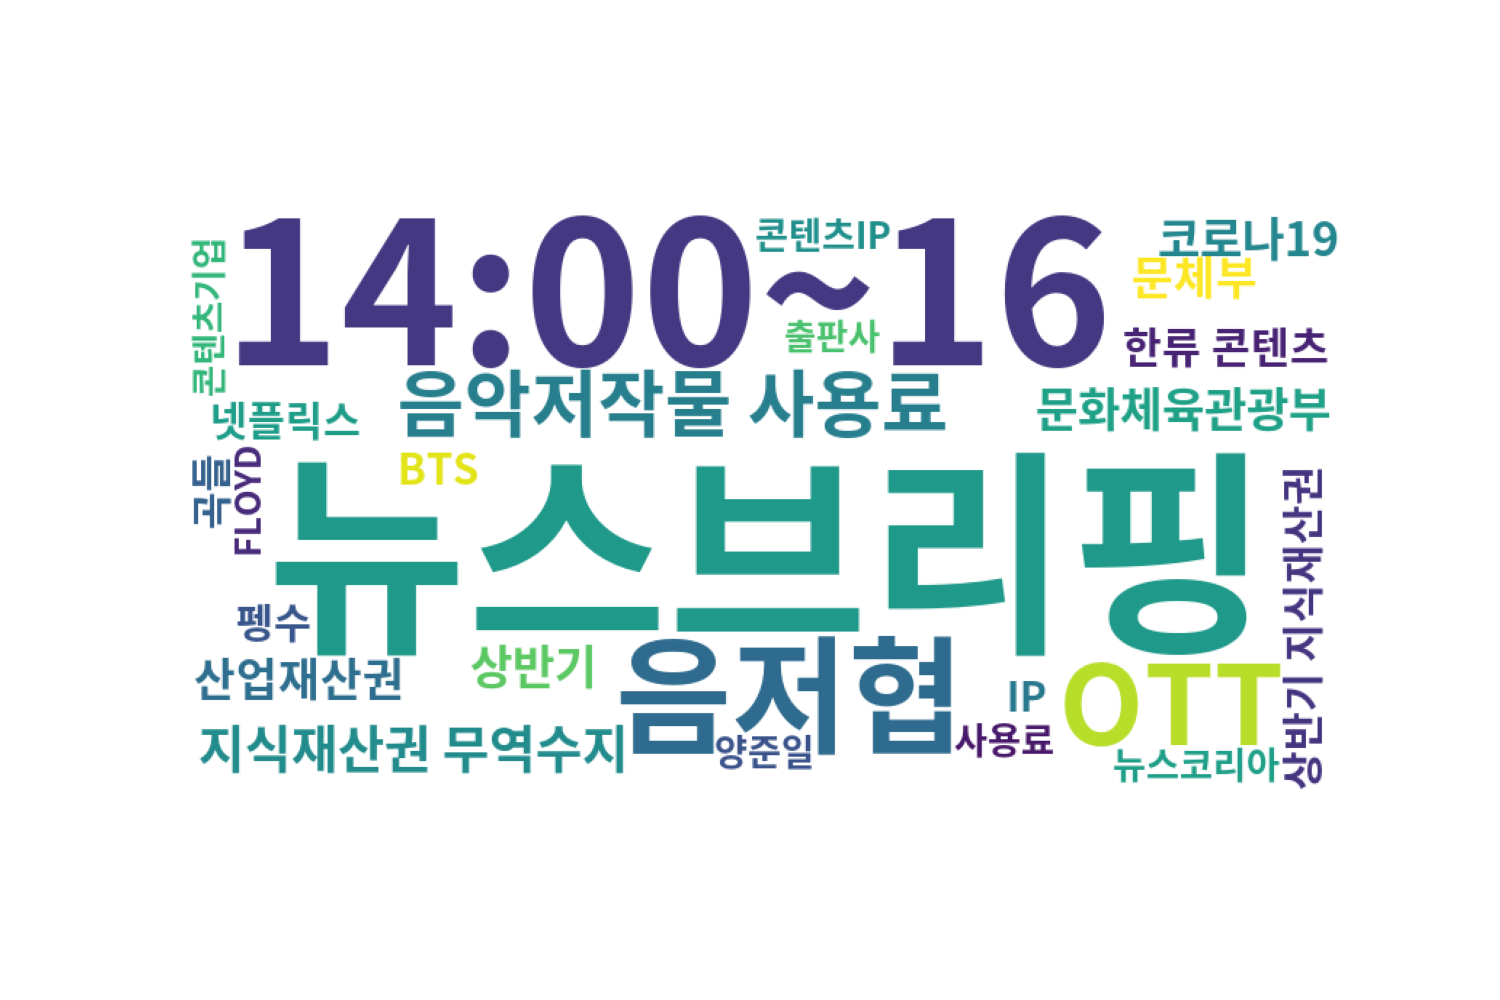 14:00~16
콘텐츠IP
코로나19
문체부
콘텐츠기업
출판사
한류 콘텐츠
음악저작물 사용료
문화체육관광부
넷플릭스
BTS
곡들
FLOYD
뉴스브리핑
상반기 지식재산권
펭수
산업재산권
상반기
음저협
IP
OTT
지식재산권 무역수지
양준일
사용료
뉴스코리아